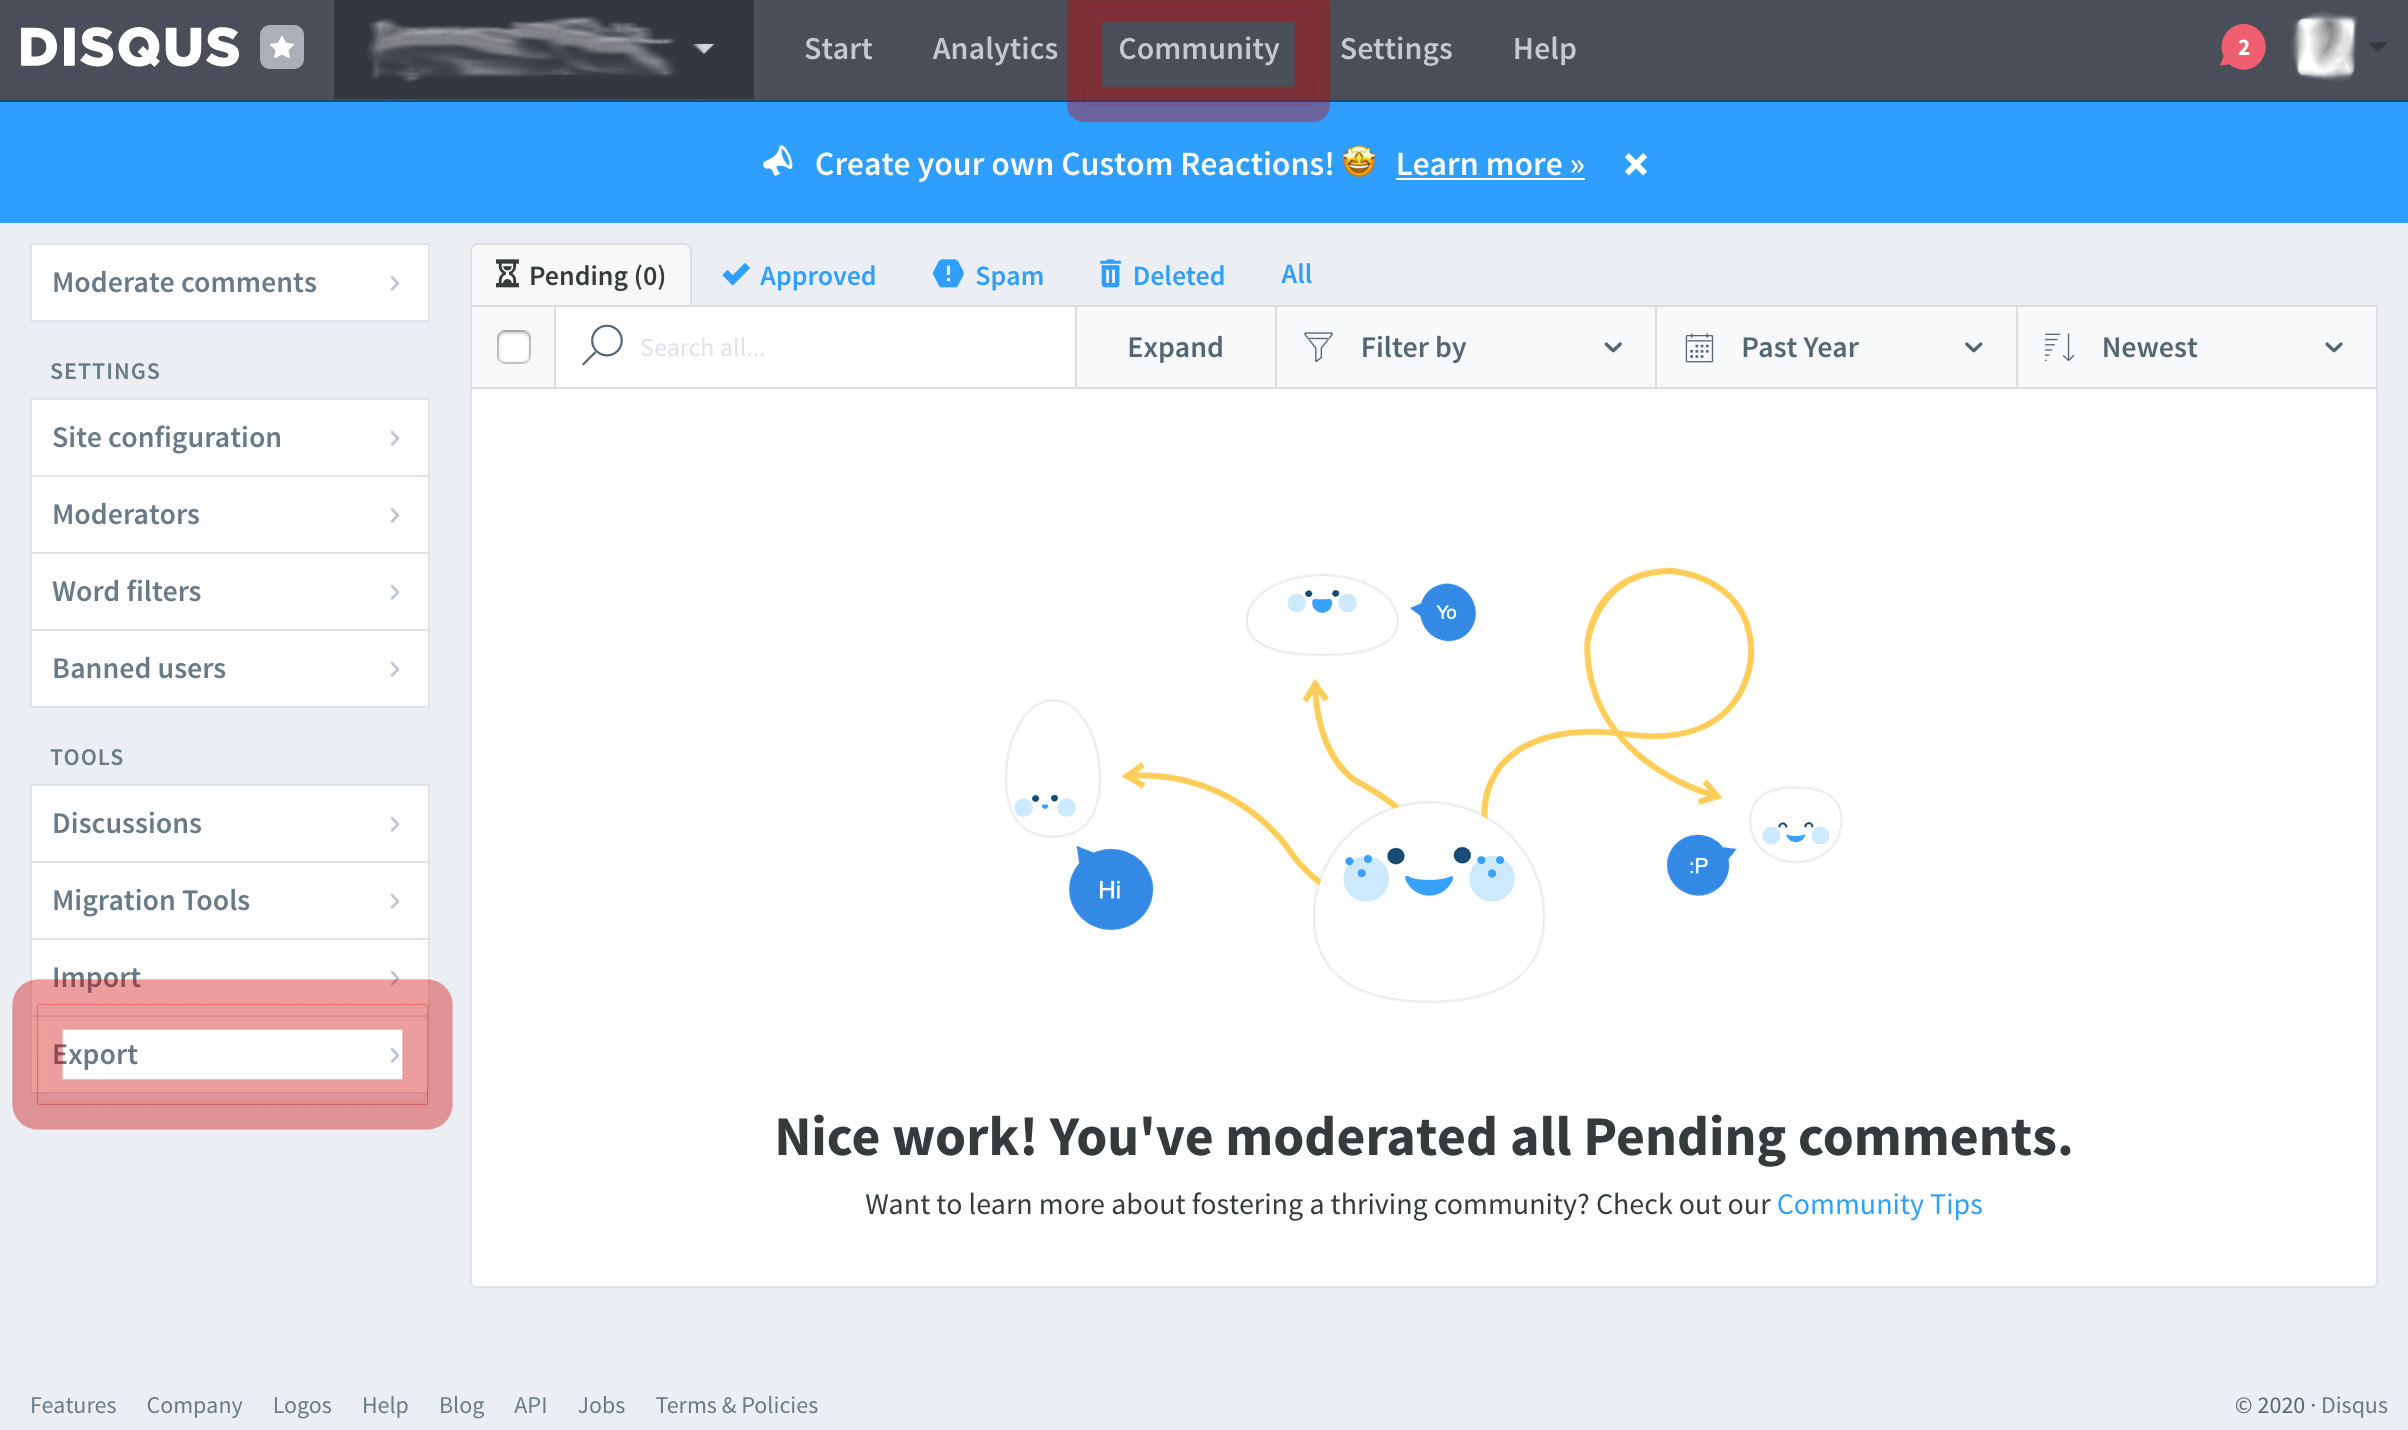 DISQUS
Start Analytics Community Settings Help
2
Create your own Custom Reactions! 🤩 Learn more »
Moderate comments
SETTINGS
Site configuration
Moderators
Word filters
Banned users
TOOLS
Discussions
Migration Tools
Import
Export
Pending (0) Approved Spam Deleted All
Search all...
Expand Filter by Past Year Newest
Yo
Hi
:P
Nice work! You've moderated all Pending comments.
Want to learn more about fostering a thriving community? Check out our Community Tips
Features Company Logos Help Blog API Jobs Terms & Policies
© 2020 · Disqus